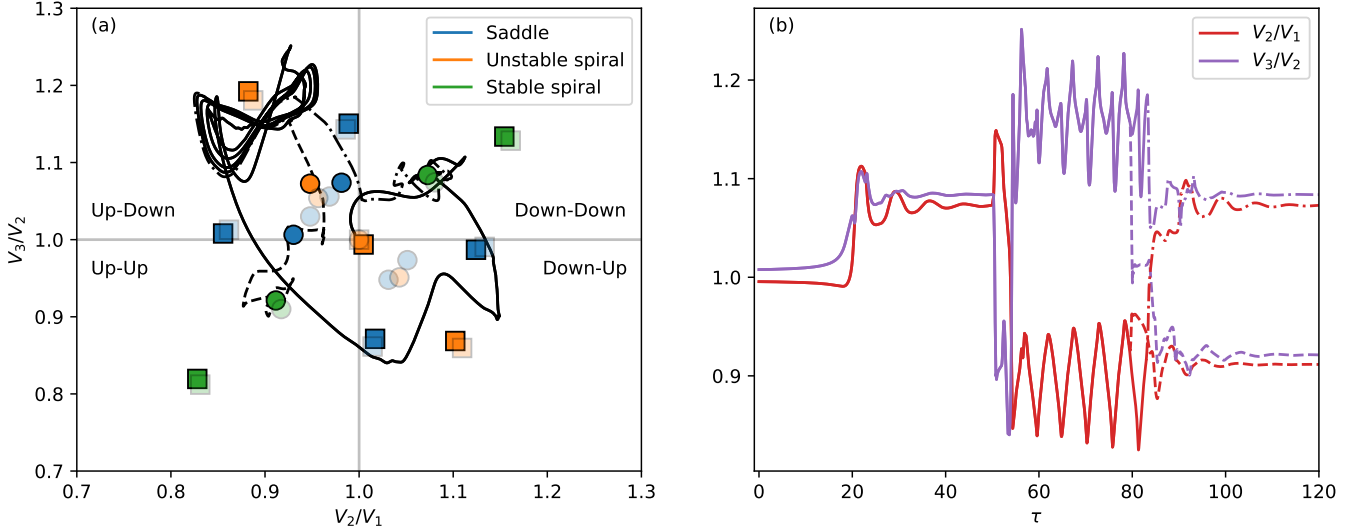 (a)
Saddle
Unstable spiral
Stable spiral
Up-Down
Down-Down
Up-Up
Down-Up
1.3
1.2
1.1
1.0
0.9
0.8
0.7
V3/V2
0.7
0.8
0.9
1.0
1.1
1.2
1.3
V2/V1
(b)
V2/V1
V3/V2
1.2
1.1
1.0
0.9
0
20
40
60
80
100
120
τ